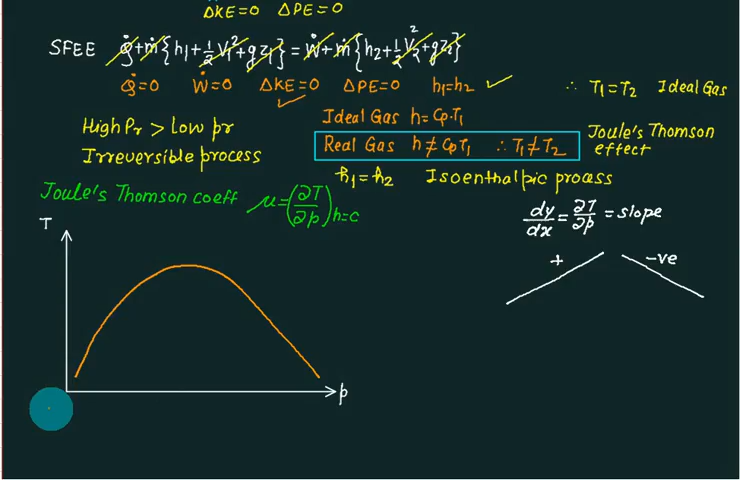 ΔKE=0 ΔPE=0
SFEE Q̇+ṁ{h₁+½V₁²+gz₁}=Ẇ+ṁ{h₂+½V₂²+gz₂}
Q̇=0 Ẇ=0 ΔKE=0 ΔPE=0 h₁=h₂ ✓ ∴ T₁=T₂ Ideal Gas
High Pr > Low pr Ideal Gas h=Cp.T₁
Irreversible process Real Gas h≠CpT₁ ∴ T₁≠T₂ Joule's Thomson effect
h₁=h₂ Isoenthalpic process
Joule's Thomson coeff μ=(∂T/∂p)h=c
dy/dx=∂T/∂p=slope
T
+ -ve
p